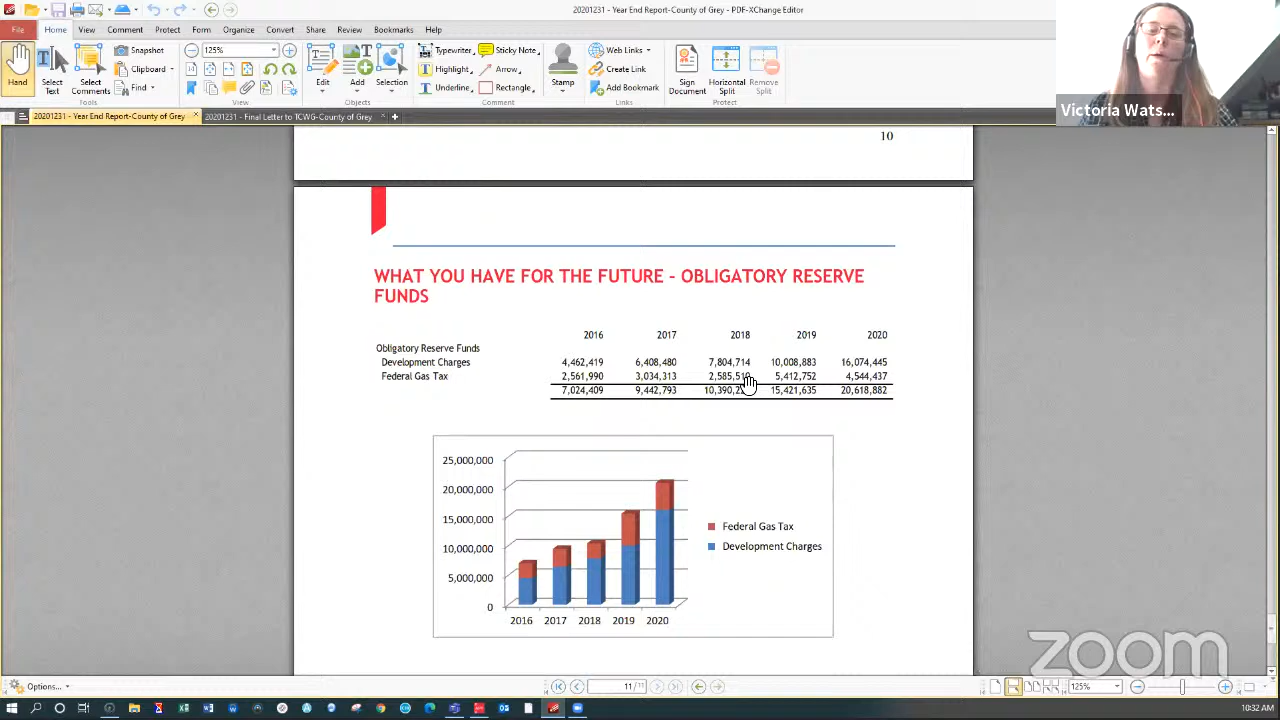 20201231 - Year End Report-County of Grey - PDF-XChange Editor
File Home View Comment Protect Form Organize Convert Share Review Bookmarks Help
Hand
Select Text
Select Comments
Snapshot
Clipboard
Find
Tools
125%
View
Edit
Add
Selection
Objects
Typewriter
Highlight
Underline
Sticky Note
Arrow
Rectangle
Stamp
Comment
Web Links
Create Link
Add Bookmark
Links
Sign Document
Horizontal Split
Remove Split
Protect
Victoria Wats...
20201231 - Year End Report-County of Grey
20201231 - Final Letter to TCWG-County of Grey
10
WHAT YOU HAVE FOR THE FUTURE - OBLIGATORY RESERVE
FUNDS
2016 2017 2018 2019 2020
Obligatory Reserve Funds
Development Charges 4,462,419 6,408,480 7,804,714 10,008,883 16,074,445
Federal Gas Tax 2,561,990 3,034,313 5,412,752 4,544,437
7,024,409 9,442,793 15,421,635 20,618,882
25,000,000
20,000,000
15,000,000
10,000,000
5,000,000
0
2016 2017 2018 2019 2020
Federal Gas Tax
Development Charges
zoom
Options...
11
125%
10:32 AM